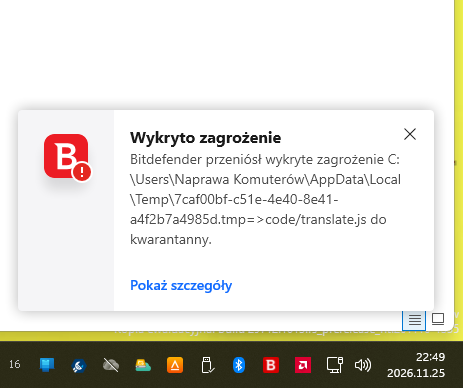 Wykryto zagrożenie
Bitdefender przeniósł wykryte zagrożenie C:
\Users\Naprawa Komuterów\AppData\Local
\Temp\7caf00bf-c51e-4e40-8e41-
a4f2b7a4985d.tmp=>code/translate.js do
kwarantanny.
Pokaż szczegóły
16
22:49
2026.11.25